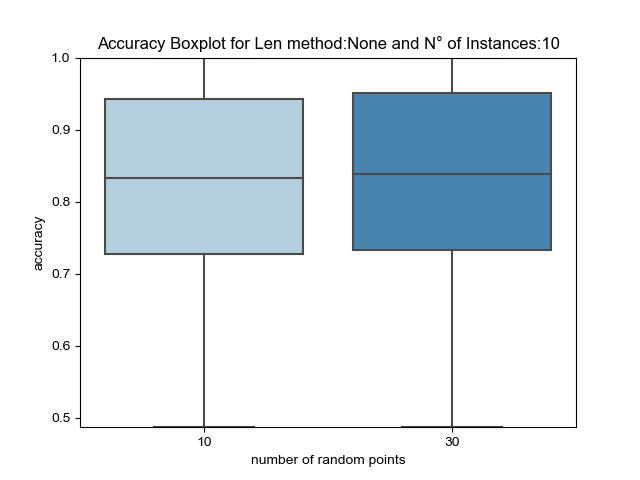 Accuracy Boxplot for Len method:None and N° of Instances:10
1.0
0.9
0.8
0.7
0.6
0.5
accuracy
10 30
number of random points